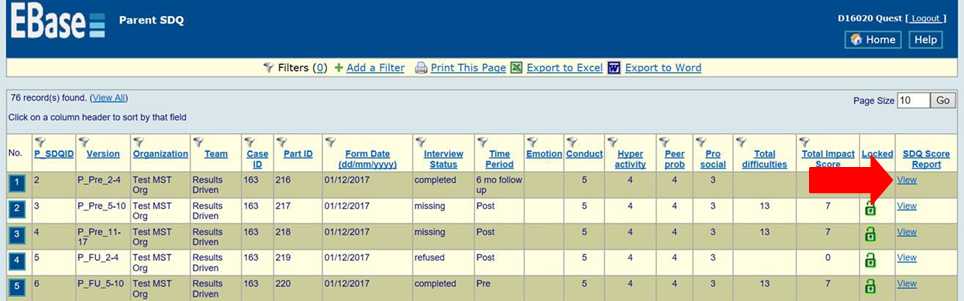 EBase Parent SDQ
D16020 Quest [ Logout ]
Home Help
Filters (0) Add a Filter Print This Page Export to Excel Export to Word
76 record(s) found. (View All) Page Size 10 Go
Click on a column header to sort by that field
No. P_SDQID Version Organization Team Case ID Part ID Form Date (dd/mm/yyyy) Interview Status Time Period Emotion Conduct Hyper activity Peer prob Pro social Total difficulties Total Impact Score Locked SDQ Score Report
1 2 P_Pre_2-4 Test MST Org Results Driven 163 216 01/12/2017 completed 6 mo follow up 5 4 4 3 View
2 3 P_Pre_5-10 Test MST Org Results Driven 163 217 01/12/2017 missing Post 5 4 4 3 13 7 View
3 4 P_Pre_11-17 Test MST Org Results Driven 163 218 01/12/2017 missing Post 5 4 4 3 13 7 View
4 5 P_FU_2-4 Test MST Org Results Driven 163 219 01/12/2017 refused Post 5 4 4 3 0 View
5 6 P_FU_5-10 Test MST Org Results Driven 163 220 01/12/2017 completed Pre 5 4 4 3 13 7 View